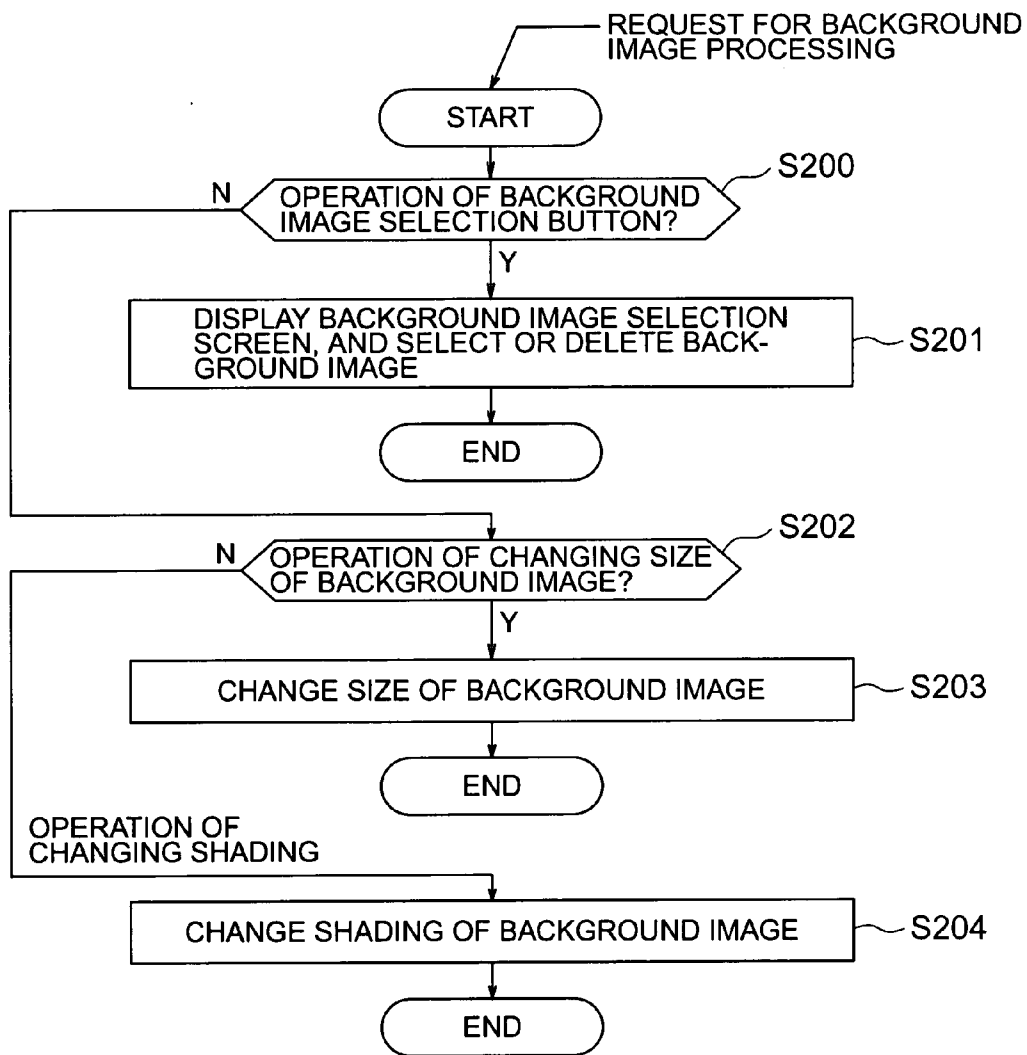 REQUEST FOR BACKGROUND
IMAGE PROCESSING
START
S200
N
OPERATION OF BACKGROUND
IMAGE SELECTION BUTTON?
Y
DISPLAY BACKGROUND IMAGE SELECTION
SCREEN, AND SELECT OR DELETE BACK-
GROUND IMAGE
S201
END
S202
N
OPERATION OF CHANGING SIZE
OF BACKGROUND IMAGE?
Y
CHANGE SIZE OF BACKGROUND IMAGE
S203
END
OPERATION OF
CHANGING SHADING
CHANGE SHADING OF BACKGROUND IMAGE
S204
END